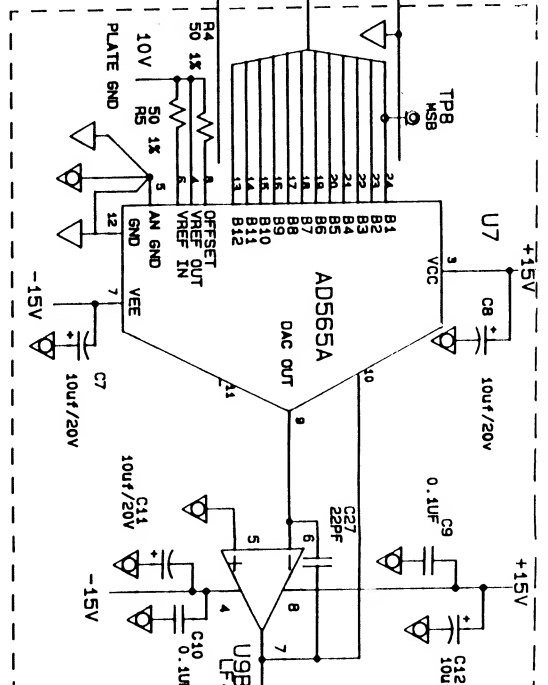 R4
50 1%
10V
PLATE GND
50 1%
R5
TP8
MSB
U7
+15V
24
23
22
21
20
19
18
17
16
15
14
13
8
4
6
5
12
B1
B2
B3
B4
B5
B6
B7
B8
B9
B10
B11
B12
OFFSET
VREF OUT
VREF IN
AN GND
GND
3
VCC
AD565A
DAC OUT
7
VEE
-15V
C8
10uf/20v
C7
10uf/20V
10
11
9
C27
22PF
C9
0.1UF
+15V
C12
10u
C11
10uf/20V
-15V
C10
0.1U
5
6
8
4
7
U9B